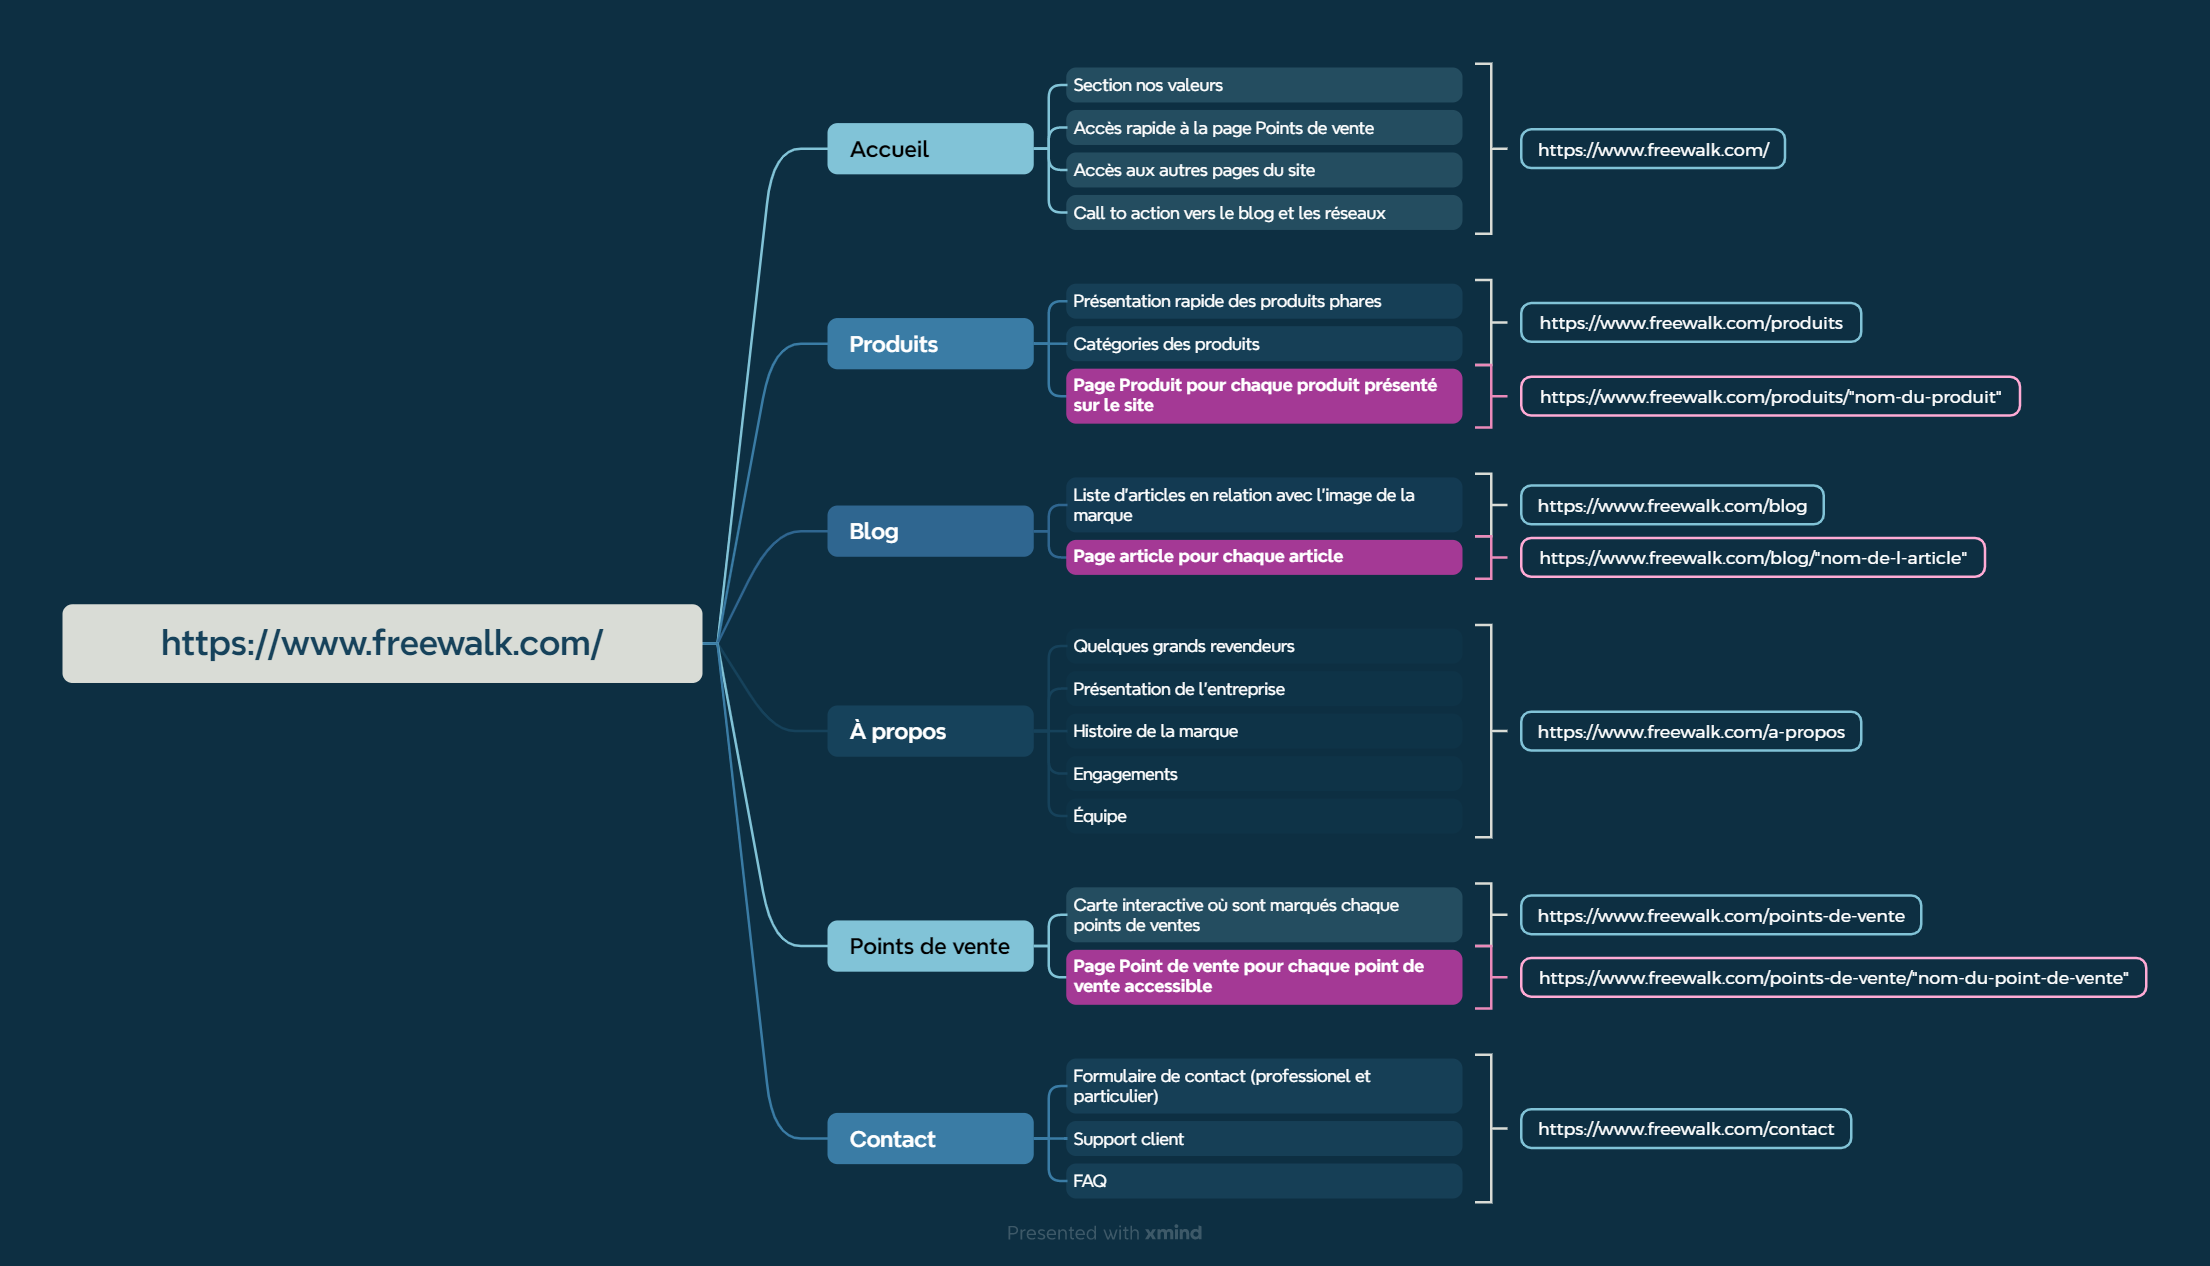 https://www.freewalk.com/
Accueil
Section nos valeurs
Accès rapide à la page Points de vente
Accès aux autres pages du site
Call to action vers le blog et les réseaux
https://www.freewalk.com/
Produits
Présentation rapide des produits phares
Catégories des produits
https://www.freewalk.com/produits
Page Produit pour chaque produit présenté
sur le site
https://www.freewalk.com/produits/"nom-du-produit"
Blog
Liste d'articles en relation avec l'image de la
marque
https://www.freewalk.com/blog
Page article pour chaque article
https://www.freewalk.com/blog/"nom-de-l-article"
À propos
Quelques grands revendeurs
Présentation de l'entreprise
Histoire de la marque
Engagements
Équipe
https://www.freewalk.com/a-propos
Points de vente
Carte interactive où sont marqués chaque
points de ventes
https://www.freewalk.com/points-de-vente
Page Point de vente pour chaque point de
vente accessible
https://www.freewalk.com/points-de-vente/"nom-du-point-de-vente"
Contact
Formulaire de contact (professionel et
particulier)
Support client
FAQ
https://www.freewalk.com/contact
Presented with xmind